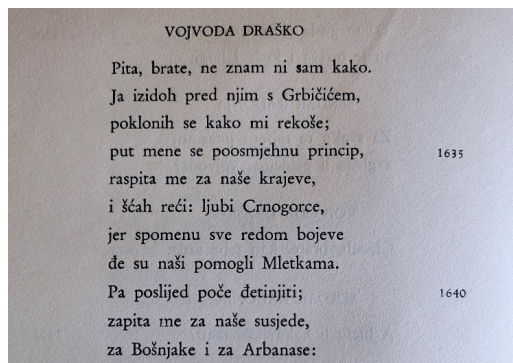 VOJVODA DRAŠKO
Pita, brate, ne znam ni sam kako.
Ja iziđoh pred njim s Grbičićem,
poklonih se kako mi rekoše;
put mene se poosmjehnu princip, 1635
raspita me za naše krajeve,
i šćah reći: ljubi Crnogorce,
jer spomenu sve redom bojeve
đe su naši pomogli Mletkama.
Pa poslijed poče đetinjiti; 1640
zapita me za naše susjede,
za Bošnjake i za Arbanase: